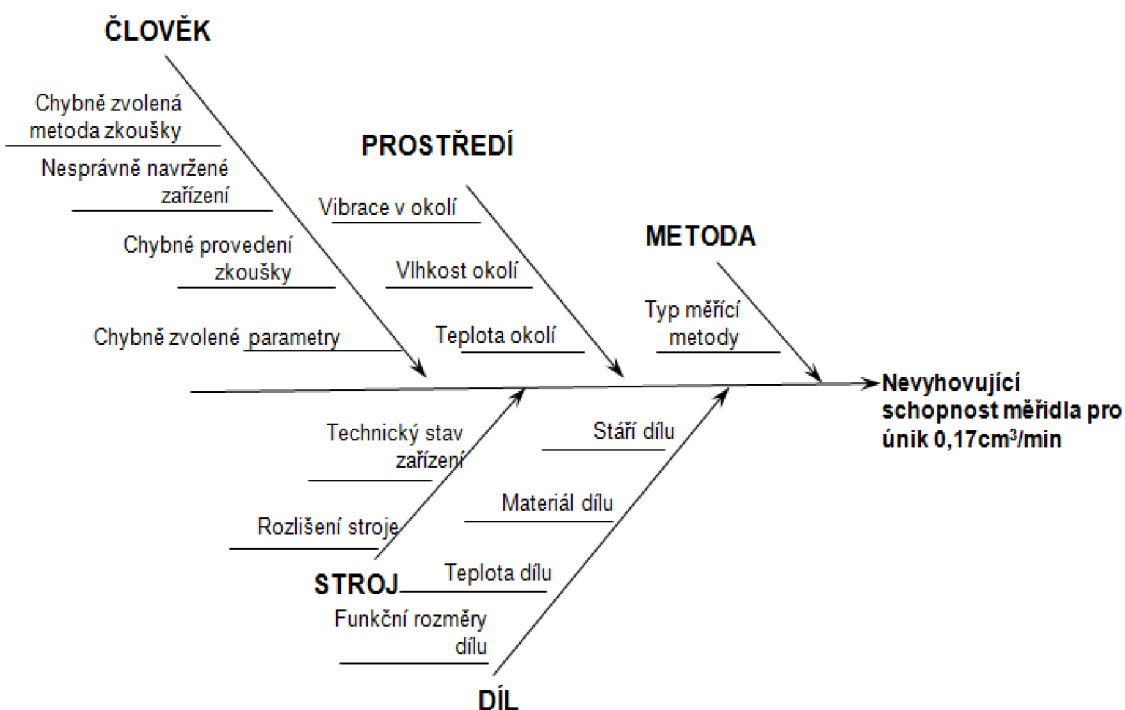 ČLOVĚK
Chybně zvolená
metoda zkoušky
Nesprávně navržené
zařízení
Chybné provedení
zkoušky
Chybně zvolené parametry
PROSTŘEDÍ
Vibrace v okolí
Vlhkost okolí
Teplota okolí
METODA
Typ měřící
metody
Nevyhovující
schopnost měřidla pro
únik 0,17cm³/min
Technický stav
zařízení
Rozlišení stroje
STROJ
Stáří dílu
Materiál dílu
Teplota dílu
Funkční rozměry
dílu
DÍL